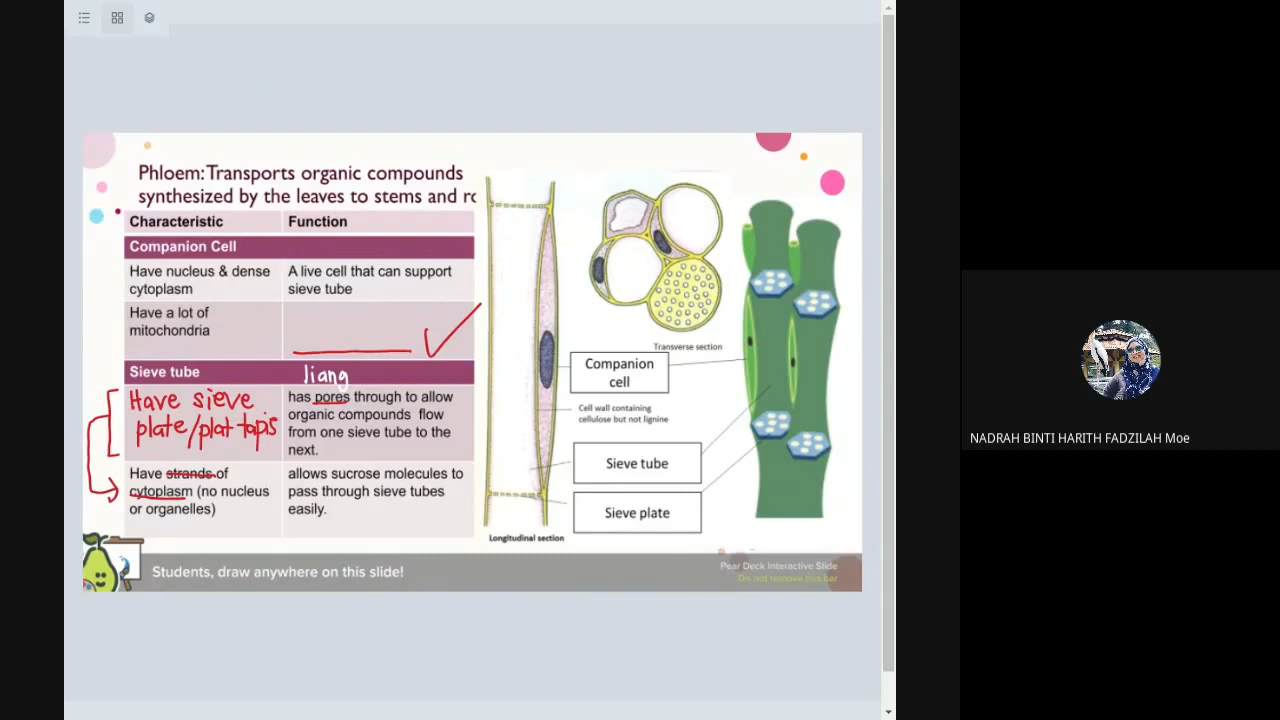 Phloem: Transports organic compounds
synthesized by the leaves to stems and
Characteristic
Function
Companion Cell
Have nucleus & dense
cytoplasm
A live cell that can support
sieve tube
Have a lot of
mitochondria
Sieve tube
liang
Have sieve
plate/plat tapis
has pores through to allow
organic compounds flow
from one sieve tube to the
next.
Have strands of
cytoplasm (no nucleus
or organelles)
allows sucrose molecules to
pass through sieve tubes
easily.
Transverse section
Companion
cell
Cell wall containing
cellulose but not lignine
Sieve tube
Sieve plate
Longitudinal section
Students, draw anywhere on this slide!
Pear Deck Interactive Slide
Do not remove this bar
NADRAH BINTI HARITH FADZILAH Moe